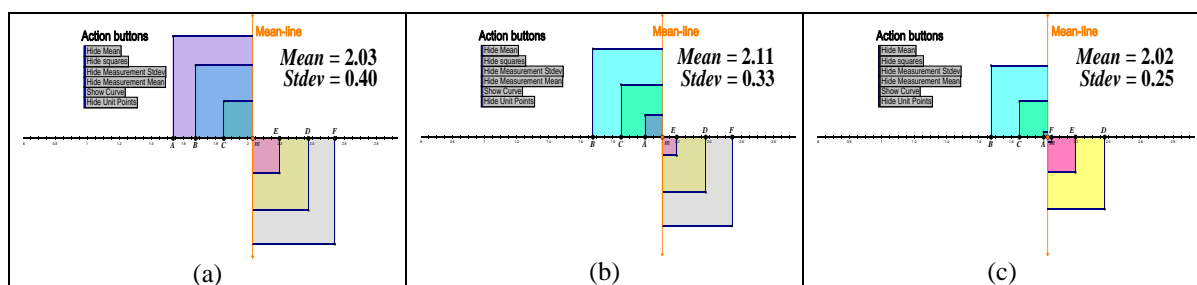 Mean-line
Action buttons
Hide Mean
Hide squares
Hide Measurement Stdev
Hide Measurement Mean
Show Curve
Hide Unit Points
Mean = 2.03
Stdev = 0.40
E D F
A B C m
(a)
Mean-line
Action buttons
Hide Mean
Hide squares
Hide Measurement Stdev
Hide Measurement Mean
Show Curve
Hide Unit Points
Mean = 2.11
Stdev = 0.33
E D F
B C A m
(b)
Mean-line
Action buttons
Hide Mean
Hide squares
Hide Measurement Stdev
Hide Measurement Mean
Show Curve
Hide Unit Points
Mean = 2.02
Stdev = 0.25
F E D
B C A m
(c)